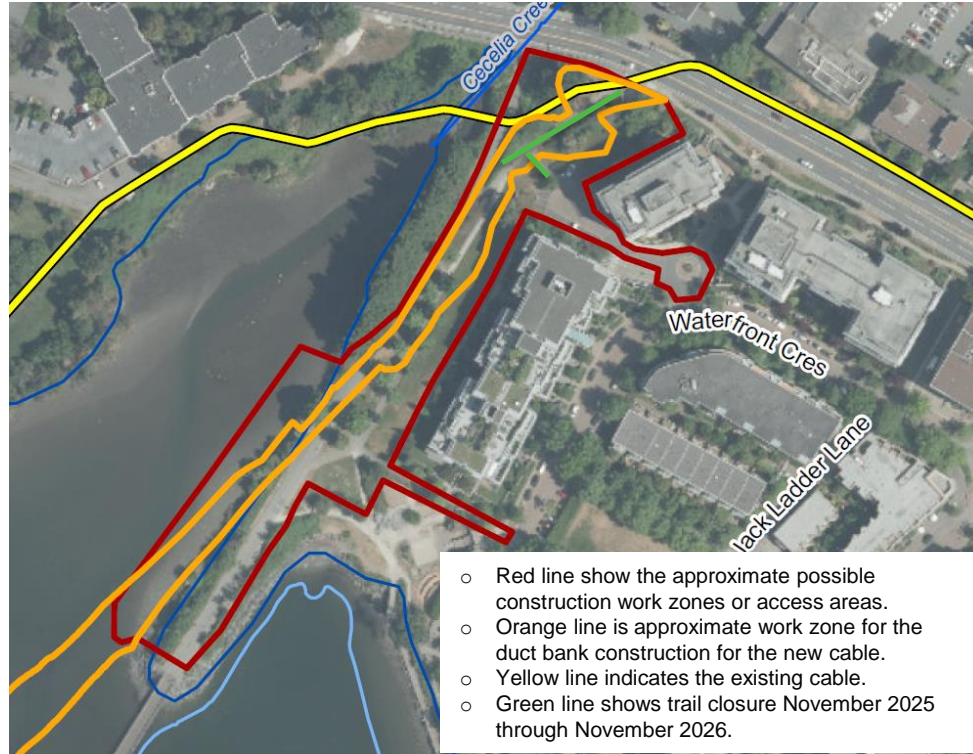 Cecelia Cree
Waterfront Cres
Jack Ladder Lane
○ Red line show the approximate possible
construction work zones or access areas.
○ Orange line is approximate work zone for the
duct bank construction for the new cable.
○ Yellow line indicates the existing cable.
○ Green line shows trail closure November 2025
through November 2026.